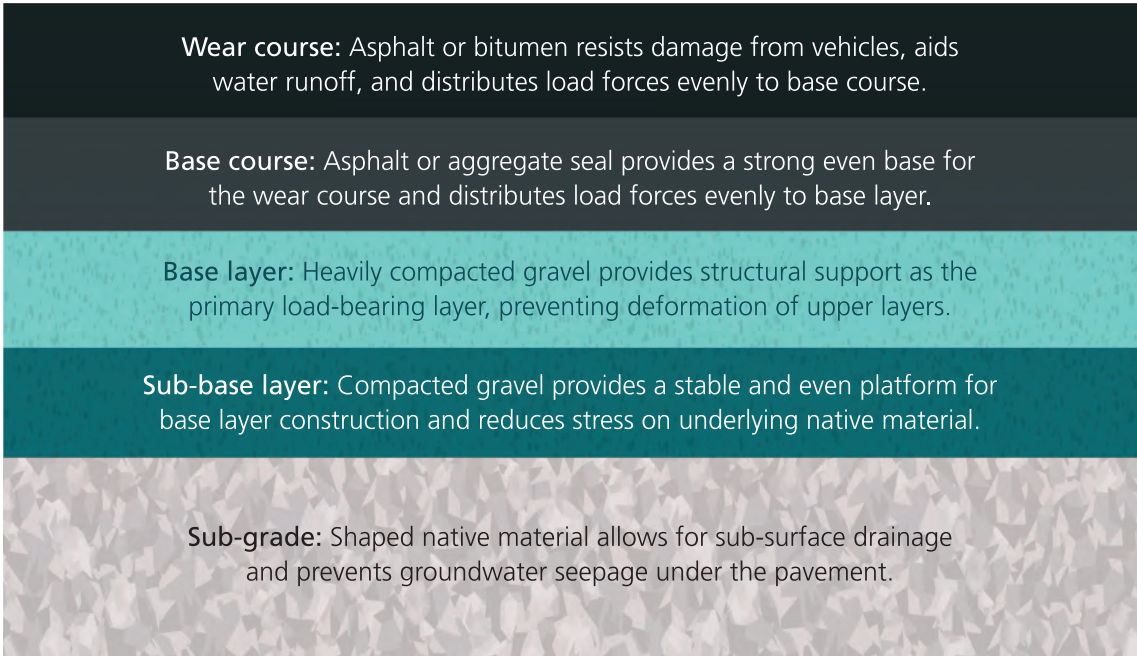 Wear course: Asphalt or bitumen resists damage from vehicles, aids
water runoff, and distributes load forces evenly to base course.
Base course: Asphalt or aggregate seal provides a strong even base for
the wear course and distributes load forces evenly to base layer.
Base layer: Heavily compacted gravel provides structural support as the
primary load-bearing layer, preventing deformation of upper layers.
Sub-base layer: Compacted gravel provides a stable and even platform for
base layer construction and reduces stress on underlying native material.
Sub-grade: Shaped native material allows for sub-surface drainage
and prevents groundwater seepage under the pavement.